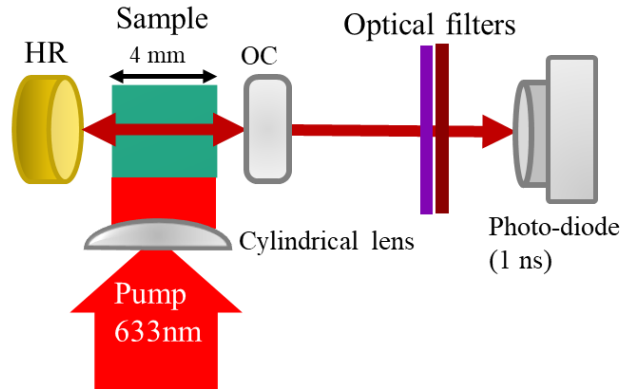 Sample
HR
4 mm
OC
Optical filters
Cylindrical lens
Photo-diode
(1 ns)
Pump
633nm